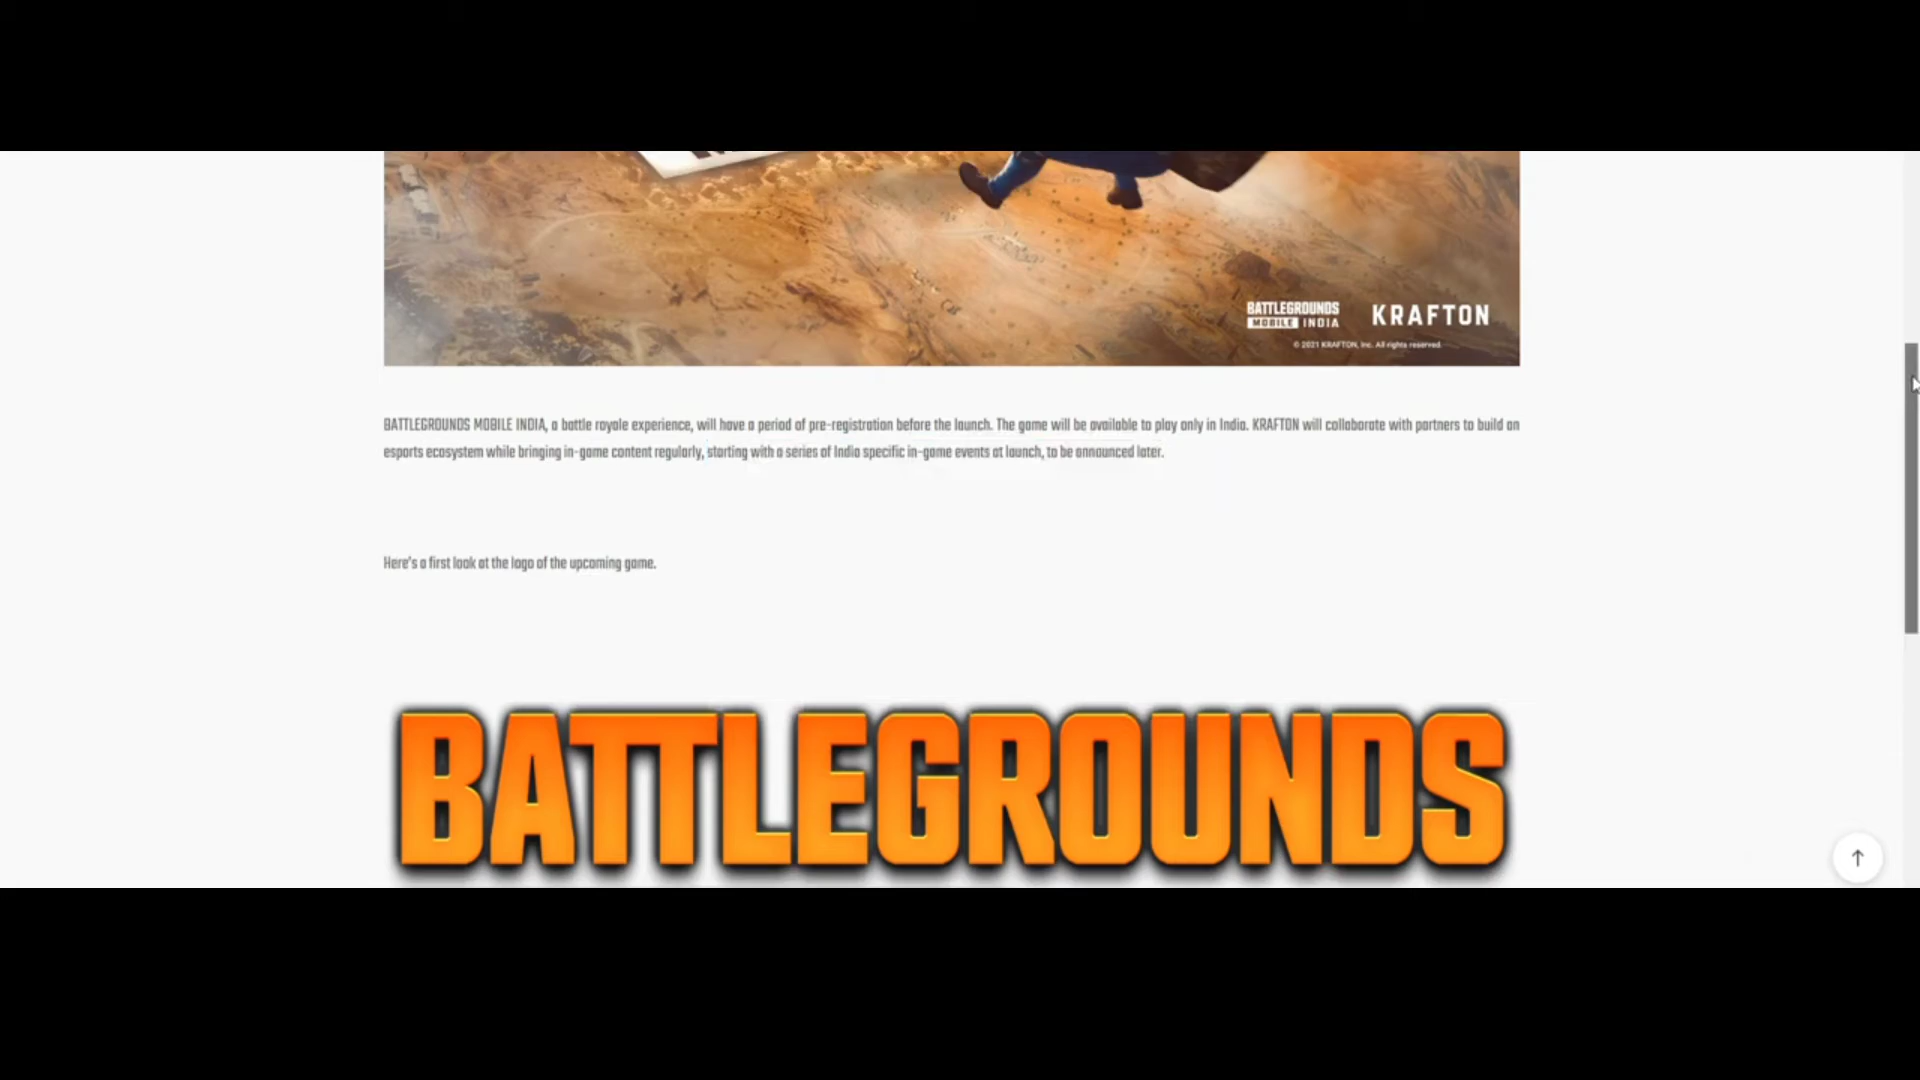 BATTLEGROUNDS
MOBILE INDIA
KRAFTON
© 2021 KRAFTON, Inc. All rights reserved.
BATTLEGROUNDS MOBILE INDIA, a battle royale experience, will have a period of pre-registration before the launch. The game will be available to play only in India. KRAFTON will collaborate with partners to build an
esports ecosystem while bringing in-game content regularly, starting with a series of India specific in-game events at launch, to be announced later.
Here's a first look at the logo of the upcoming game.
BATTLEGROUNDS